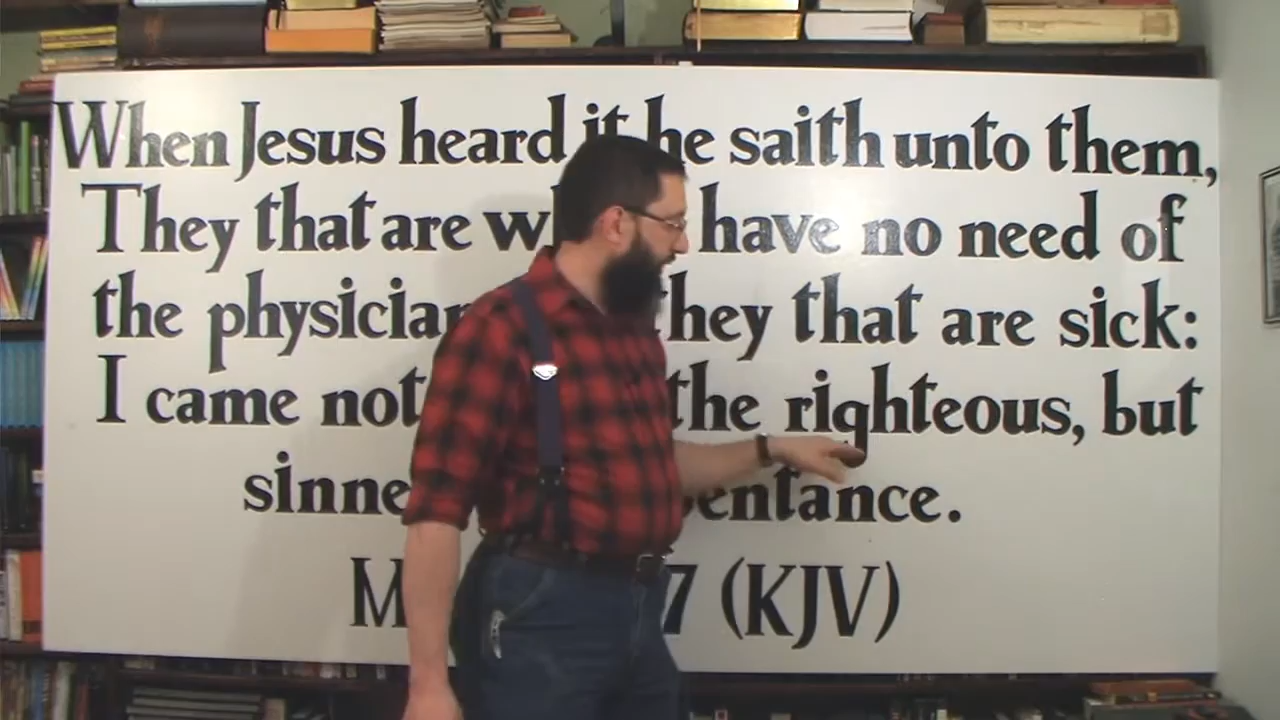 When Jesus heard it he saith unto them,
They that are w have no need of
the physician they that are sick:
I came not the righteous, but
sinne pentance.
M 7 (KJV)